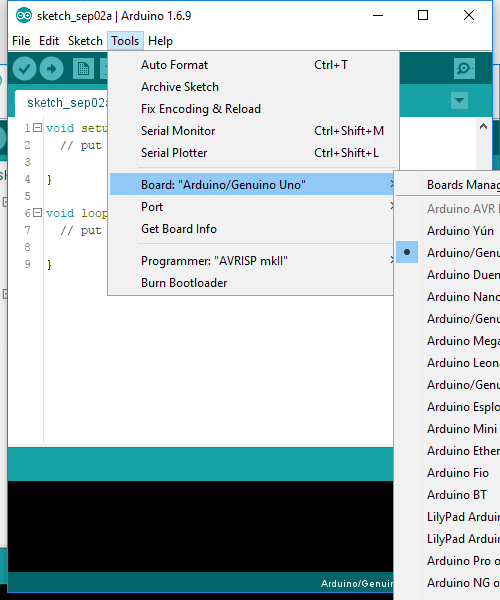 sketch_sep02a | Arduino 1.6.9
File Edit Sketch Tools Help
sketch_sep02a
Auto Format Ctrl+T
Archive Sketch
Fix Encoding & Reload
Serial Monitor Ctrl+Shift+M
Serial Plotter Ctrl+Shift+L
Board: "Arduino/Genuino Uno"
Port
Get Board Info
Programmer: "AVRISP mkII"
Burn Bootloader
1 void setu
2 // put
3
4 }
5
6 void loop
7 // put
8
9 }
Boards Manag
Arduino AVR
Arduino Yún
Arduino/Genu
Arduino Duem
Arduino Nano
Arduino/Genu
Arduino Mega
Arduino Leona
Arduino/Genu
Arduino Esplo
Arduino Mini
Arduino Ether
Arduino Fio
Arduino BT
LilyPad Arduin
LilyPad Arduin
Arduino Pro o
Arduino NG o
Arduino/Genuin